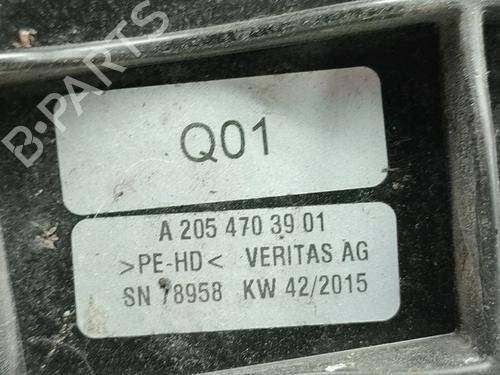 B-PARTS
Q01
A 205 470 39 01
>PE-HD< VERITAS AG
SN 78958 KW 42/2015